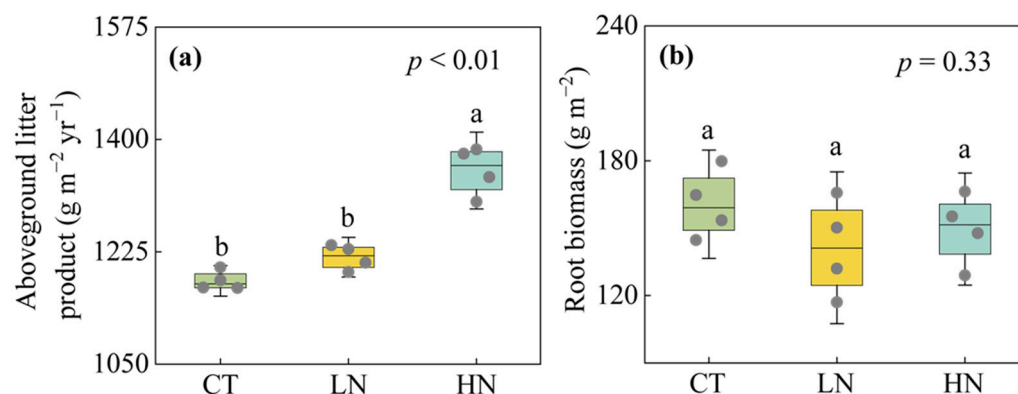 Aboveground litter
product (g m⁻² yr⁻¹)
1575
1400
1225
1050
(a)
p < 0.01
b
b
a
CT
LN
HN
Root biomass (g m⁻²)
240
180
120
(b)
p = 0.33
a
a
a
CT
LN
HN